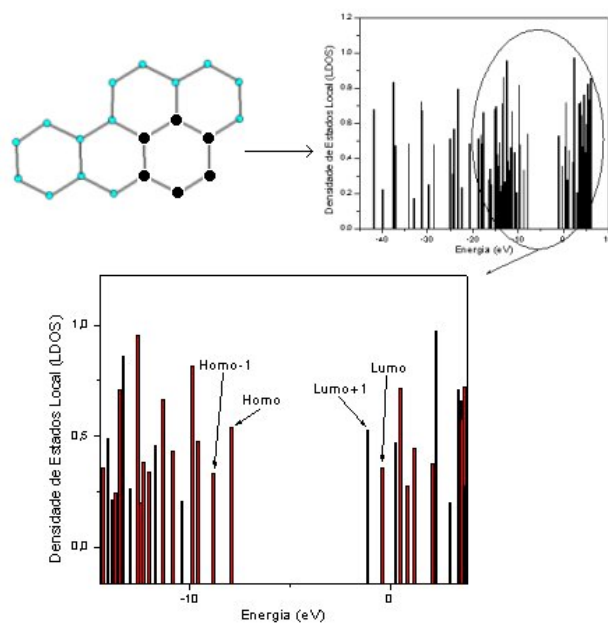 Densidade de Estados Local (LDOS)
1.2
1.0
0.8
0.6
0.4
0.2
0.0
-40 -30 -20 -10 0 1
Energia (eV)
Densidade de Estados Local (LDOS)
1,0
0,5
0,0
Homo-1
Homo
Lumo+1
Lumo
-10 0
Energia (eV)